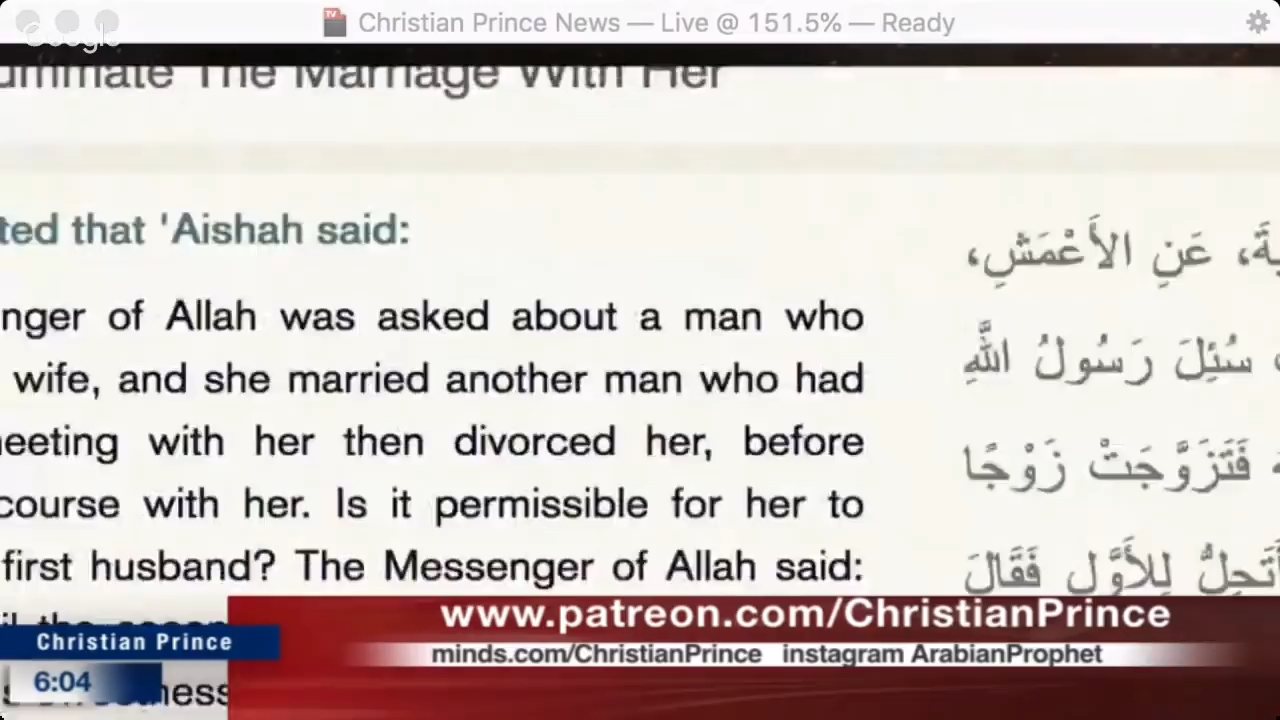 Christian Prince News — Live @ 151.5% — Ready
Google
ummate The Marriage With Her
ted that 'Aishah said:
nger of Allah was asked about a man who
wife, and she married another man who had
neeting with her then divorced her, before
course with her. Is it permissible for her to
first husband? The Messenger of Allah said:
عَنِ الأَعْمَشِ،
سُئِلَ رَسُولُ اللَّهِ
فَتَزَوَّجَتْ زَوْجًا
أَتَحِلُّ لِلأَوَّلِ فَقَالَ
www.patreon.com/ChristianPrince
Christian Prince
minds.com/ChristianPrince instagram ArabianProphet
6:04